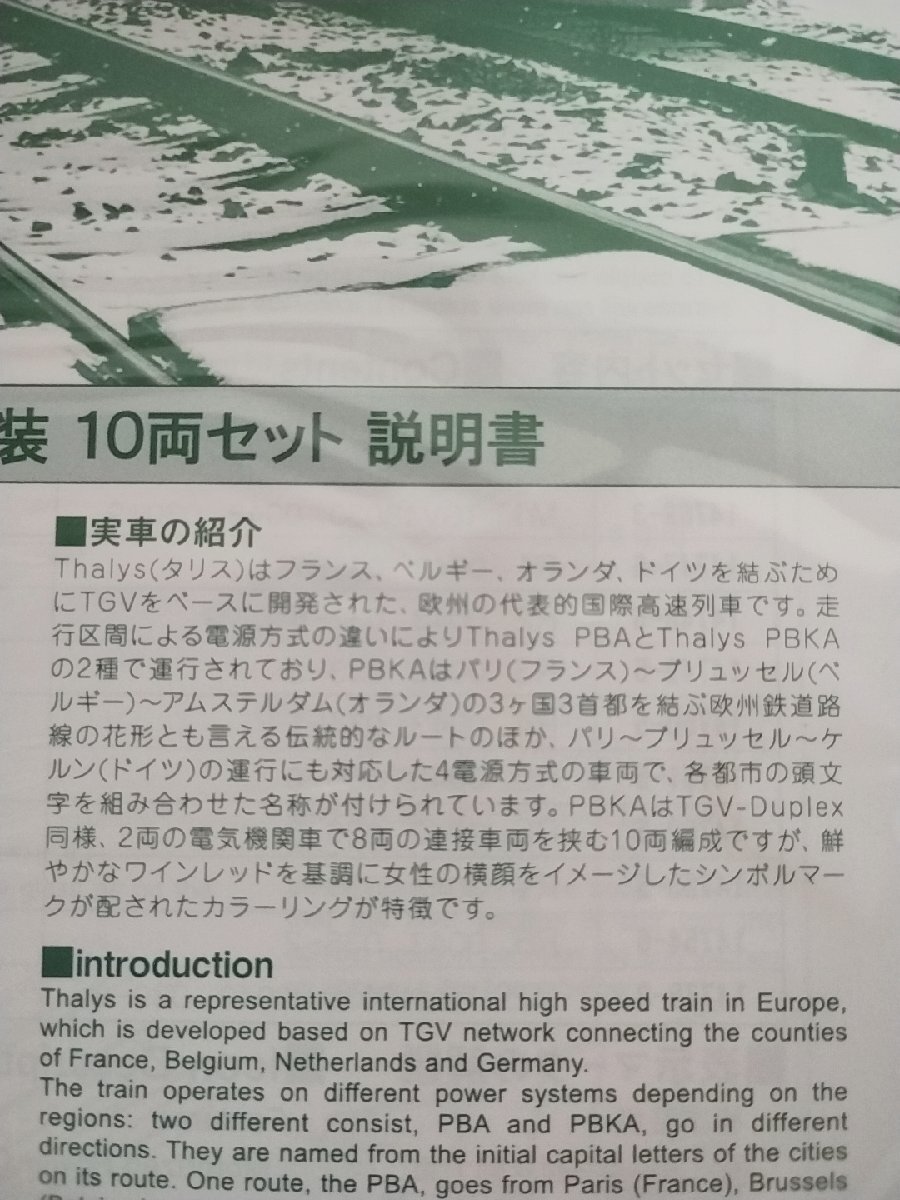 装 10両セット 説明書
■実車の紹介
Thalys(タリス)はフランス、ベルギー、オランダ、ドイツを結ぶため
にTGVをベースに開発された、欧州の代表的国際高速列車です。走
行区間による電源方式の違いによりThalys PBAとThalys PBKA
の2種で運行されており、PBKAはパリ(フランス)～ブリュッセル(ベ
ルギー)～アムステルダム(オランダ)の3ヶ国3首都を結ぶ欧州鉄道路
線の花形とも言える伝統的なルートのほか、パリ～ブリュッセル～ケ
ルン(ドイツ)の運行にも対応した4電源方式の車両で、各都市の頭文
字を組み合わせた名称が付けられています。PBKAはTGV-Duplex
同様、2両の電気機関車で8両の連接車両を挟む10両編成ですが、鮮
やかなワインレッドを基調に女性の横顔をイメージしたシンボルマー
クが配されたカラーリングが特徴です。
■introduction
Thalys is a representative international high speed train in Europe,
which is developed based on TGV network connecting the counties
of France, Belgium, Netherlands and Germany.
The train operates on different power systems depending on the
regions: two different consist, PBA and PBKA, go in different
directions. They are named from the initial capital letters of the cities
on its route. One route, the PBA, goes from Paris (France), Brussels